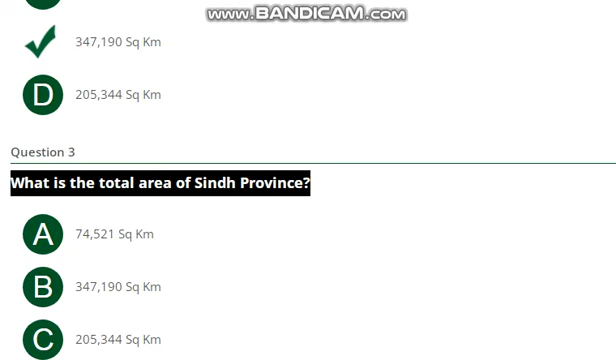 www.BANDICAM.com
347,190 Sq Km
D 205,344 Sq Km
Question 3
What is the total area of Sindh Province?
A 74,521 Sq Km
B 347,190 Sq Km
C 205,344 Sq Km